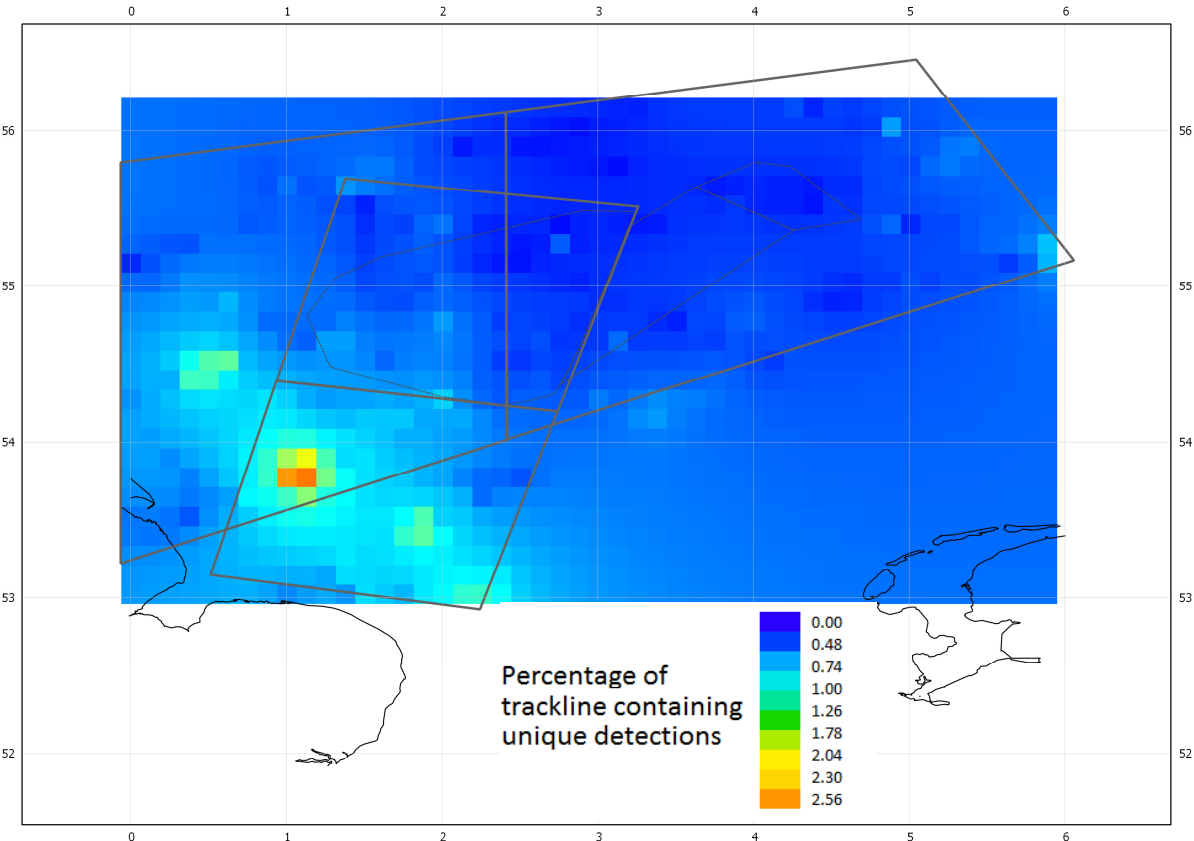 0 1 2 3 4 5 6
56 56
55 55
54 54
53 53
Percentage of
trackline containing
unique detections
0.00
0.48
0.74
1.00
1.26
1.78
2.04
2.30
2.56
52 52
0 1 2 3 4 5 6